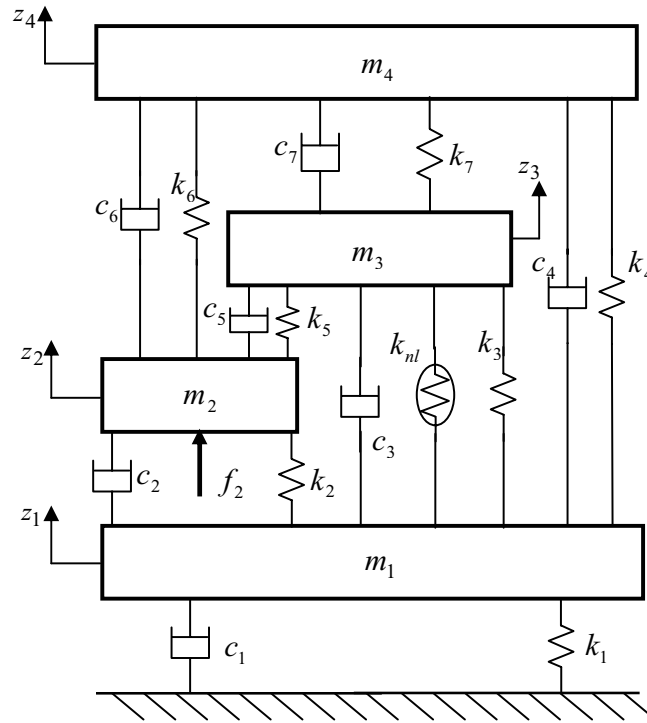 z₄
m₄
c₇
k₇
k₆
c₆
z₃
m₃
c₄
k₄
c₅
k₅
kₙₗ
k₃
z₂
m₂
c₃
c₂
f₂
k₂
z₁
m₁
c₁
k₁